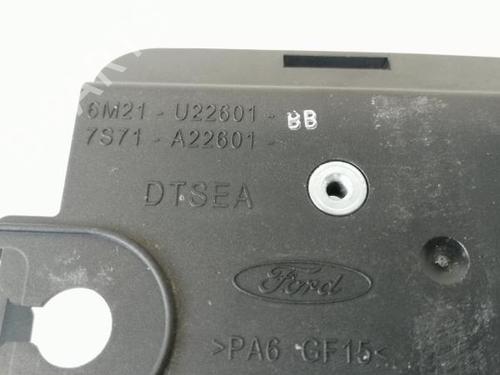 6M21 - U22601 - BB
7S71 - A22601 -
DTSEA
Ford
>PA6 GF15<